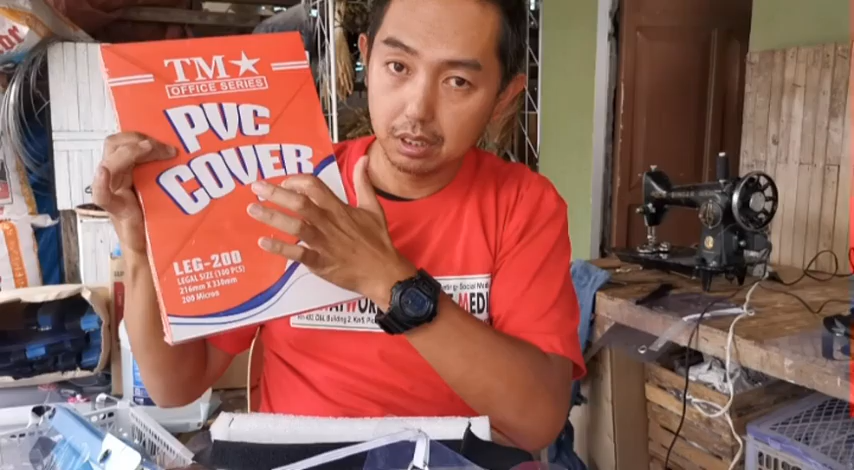 TM★
OFFICE SERIES
PVC
COVER
LEG-200
LEGAL SIZE (100 PCS)
216mm X 330mm
200 Micron